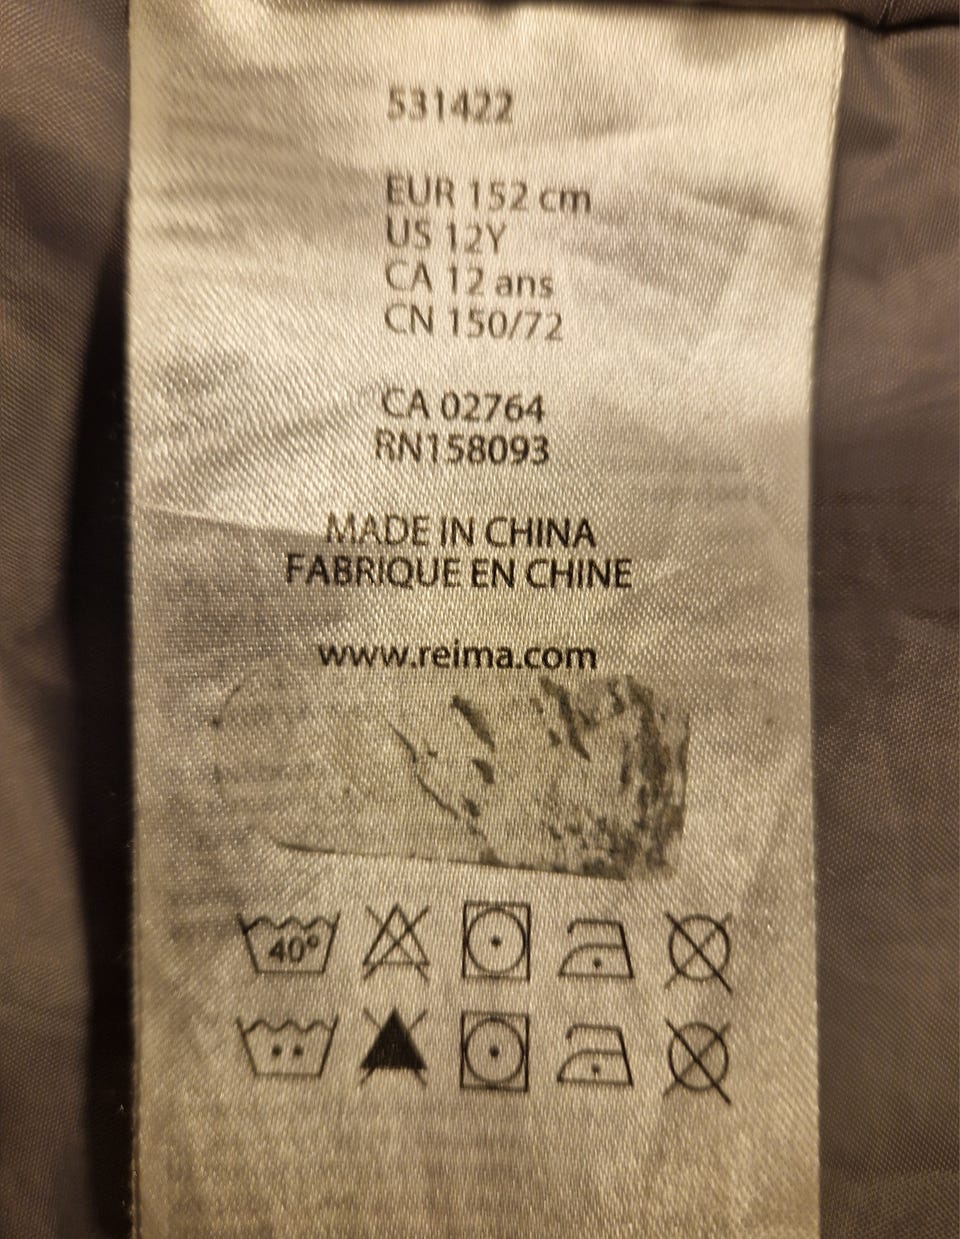 531422
EUR 152 cm
US 12Y
CA 12 ans
CN 150/72
CA 02764
RN158093
MADE IN CHINA
FABRIQUE EN CHINE
www.reima.com
40°